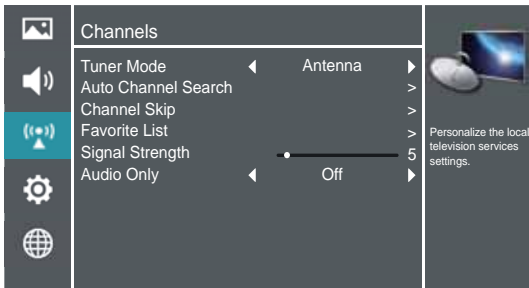 Channels
Tuner Mode Antenna
Auto Channel Search >
Channel Skip >
Favorite List >
Signal Strength 5
Audio Only Off
Personalize the local
television services
settings.